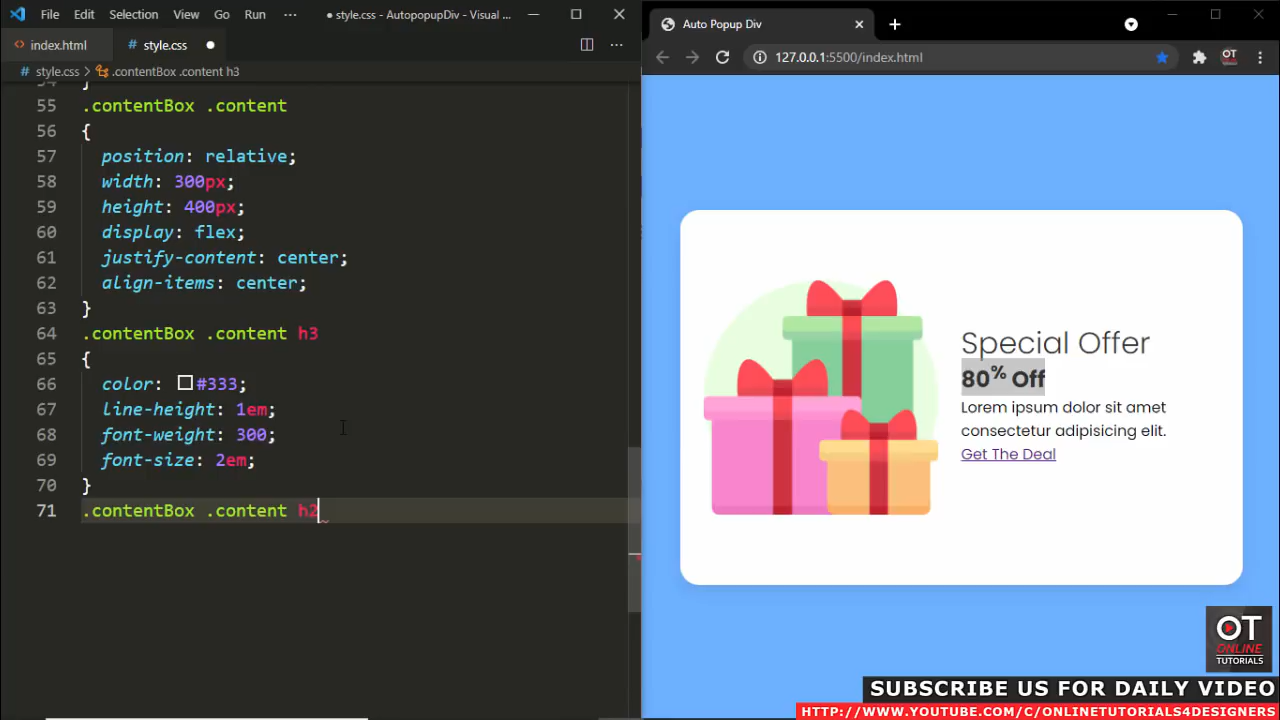 File Edit Selection View Go Run ··· ● style.css - AutopopupDiv - Visual ...
index.html
# style.css ●
# style.css > .contentBox .content h3
54 }
55 .contentBox .content
56 {
57 position: relative;
58 width: 300px;
59 height: 400px;
60 display: flex;
61 justify-content: center;
62 align-items: center;
63 }
64 .contentBox .content h3
65 {
66 color: #333;
67 line-height: 1em;
68 font-weight: 300;
69 font-size: 2em;
70 }
71 .contentBox .content h2
Auto Popup Div
127.0.0.1:5500/index.html
OT
Special Offer
80% Off
Lorem ipsum dolor sit amet
consectetur adipisicing elit.
Get The Deal
OT
ONLINE
TUTORIALS
SUBSCRIBE US FOR DAILY VIDEO
HTTP://WWW.YOUTUBE.COM/C/ONLINETUTORIALS4DESIGNERS